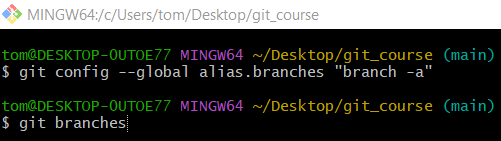 MINGW64:/c/Users/tom/Desktop/git_course
tom@DESKTOP-OUTOE77 MINGW64 ~/Desktop/git_course (main)
$ git config --global alias.branches "branch -a"
tom@DESKTOP-OUTOE77 MINGW64 ~/Desktop/git_course (main)
$ git branches